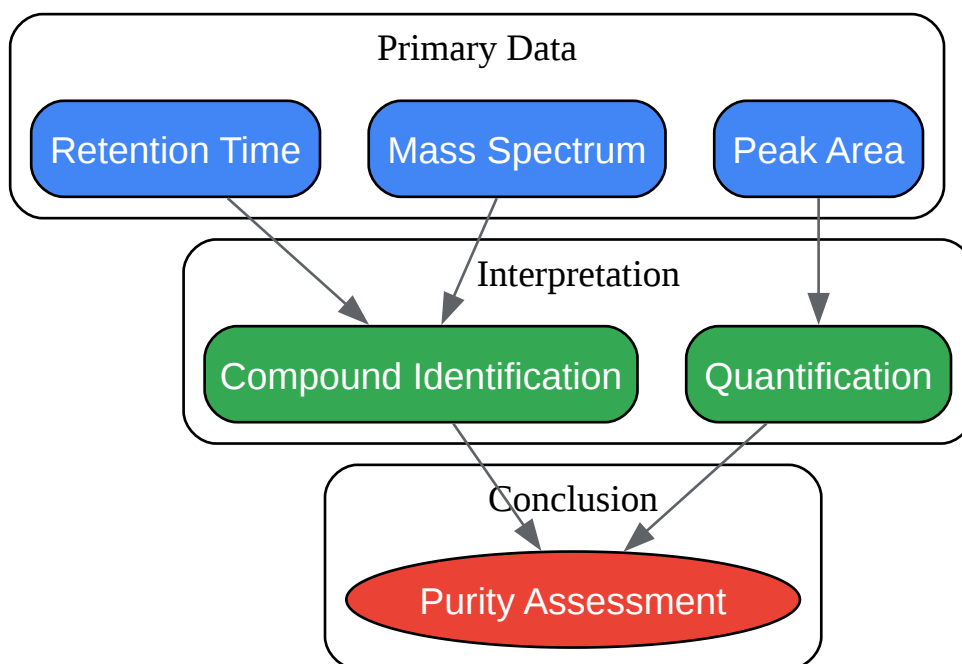 Primary Data
Retention Time
Mass Spectrum
Peak Area
Interpretation
Compound Identification
Quantification
Conclusion
Purity Assessment